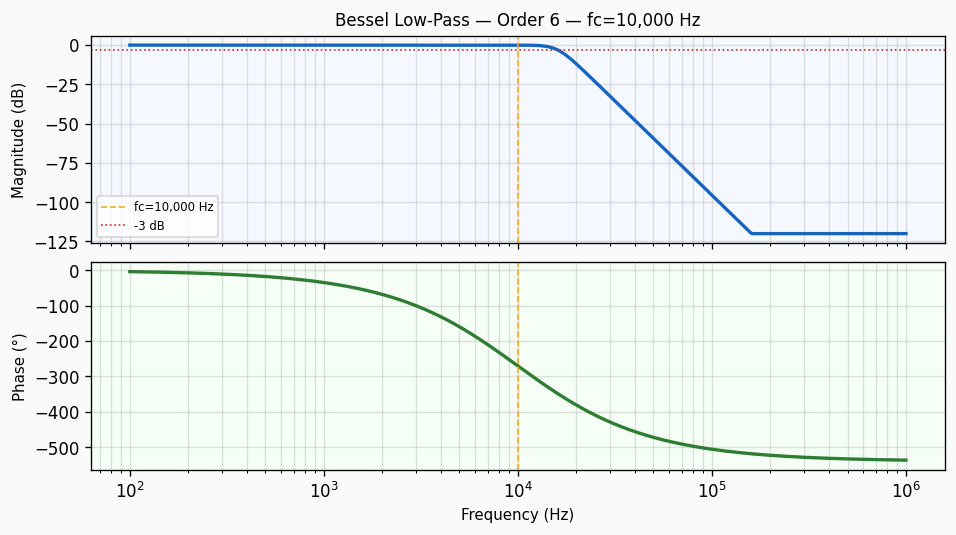 Bessel Low-Pass — Order 6 — fc=10,000 Hz
Magnitude (dB)
0
−25
−50
−75
−100
−125
fc=10,000 Hz
-3 dB
Phase (°)
0
−100
−200
−300
−400
−500
10²
10³
10⁴
10⁵
10⁶
Frequency (Hz)